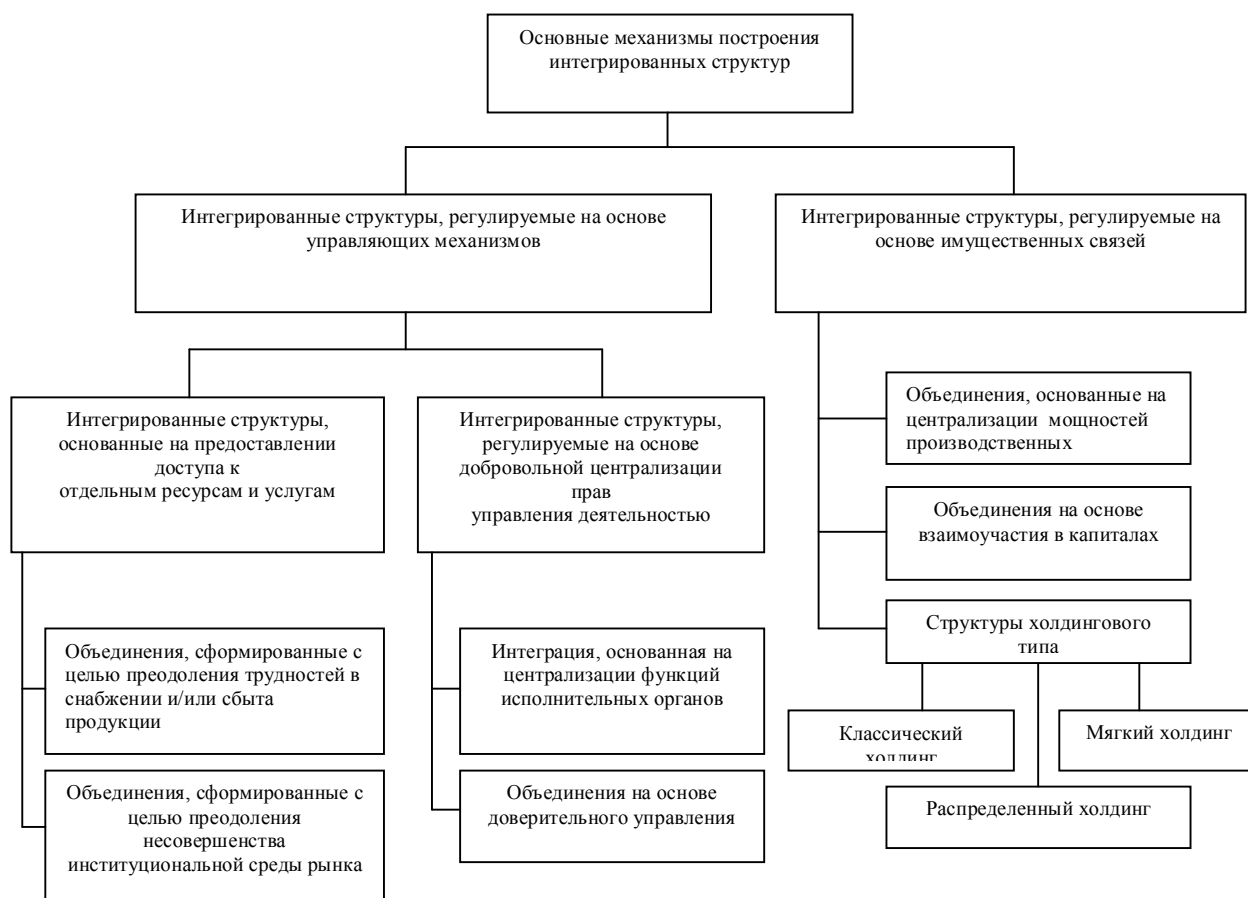 Основные механизмы построения
интегрированных структур
Интегрированные структуры, регулируемые на основе
управляющих механизмов
Интегрированные структуры, регулируемые на
основе имущественных связей
Интегрированные структуры,
основанные на предоставлении
доступа к
отдельным ресурсам и услугам
Интегрированные структуры,
регулируемые на основе
добровольной централизации
прав
управления деятельностью
Объединения, основанные на
централизации мощностей
производственных
Объединения на основе
взаимоучастия в капиталах
Структуры холдингового
типа
Объединения, сформированные с
целью преодоления трудностей в
снабжении и/или сбыта
продукции
Интеграция, основанная на
централизации функций
исполнительных органов
Классический
холдинг
Мягкий холдинг
Распределенный холдинг
Объединения, сформированные с
целью преодоления
несовершенства
институциональной среды рынка
Объединения на основе
доверительного управления